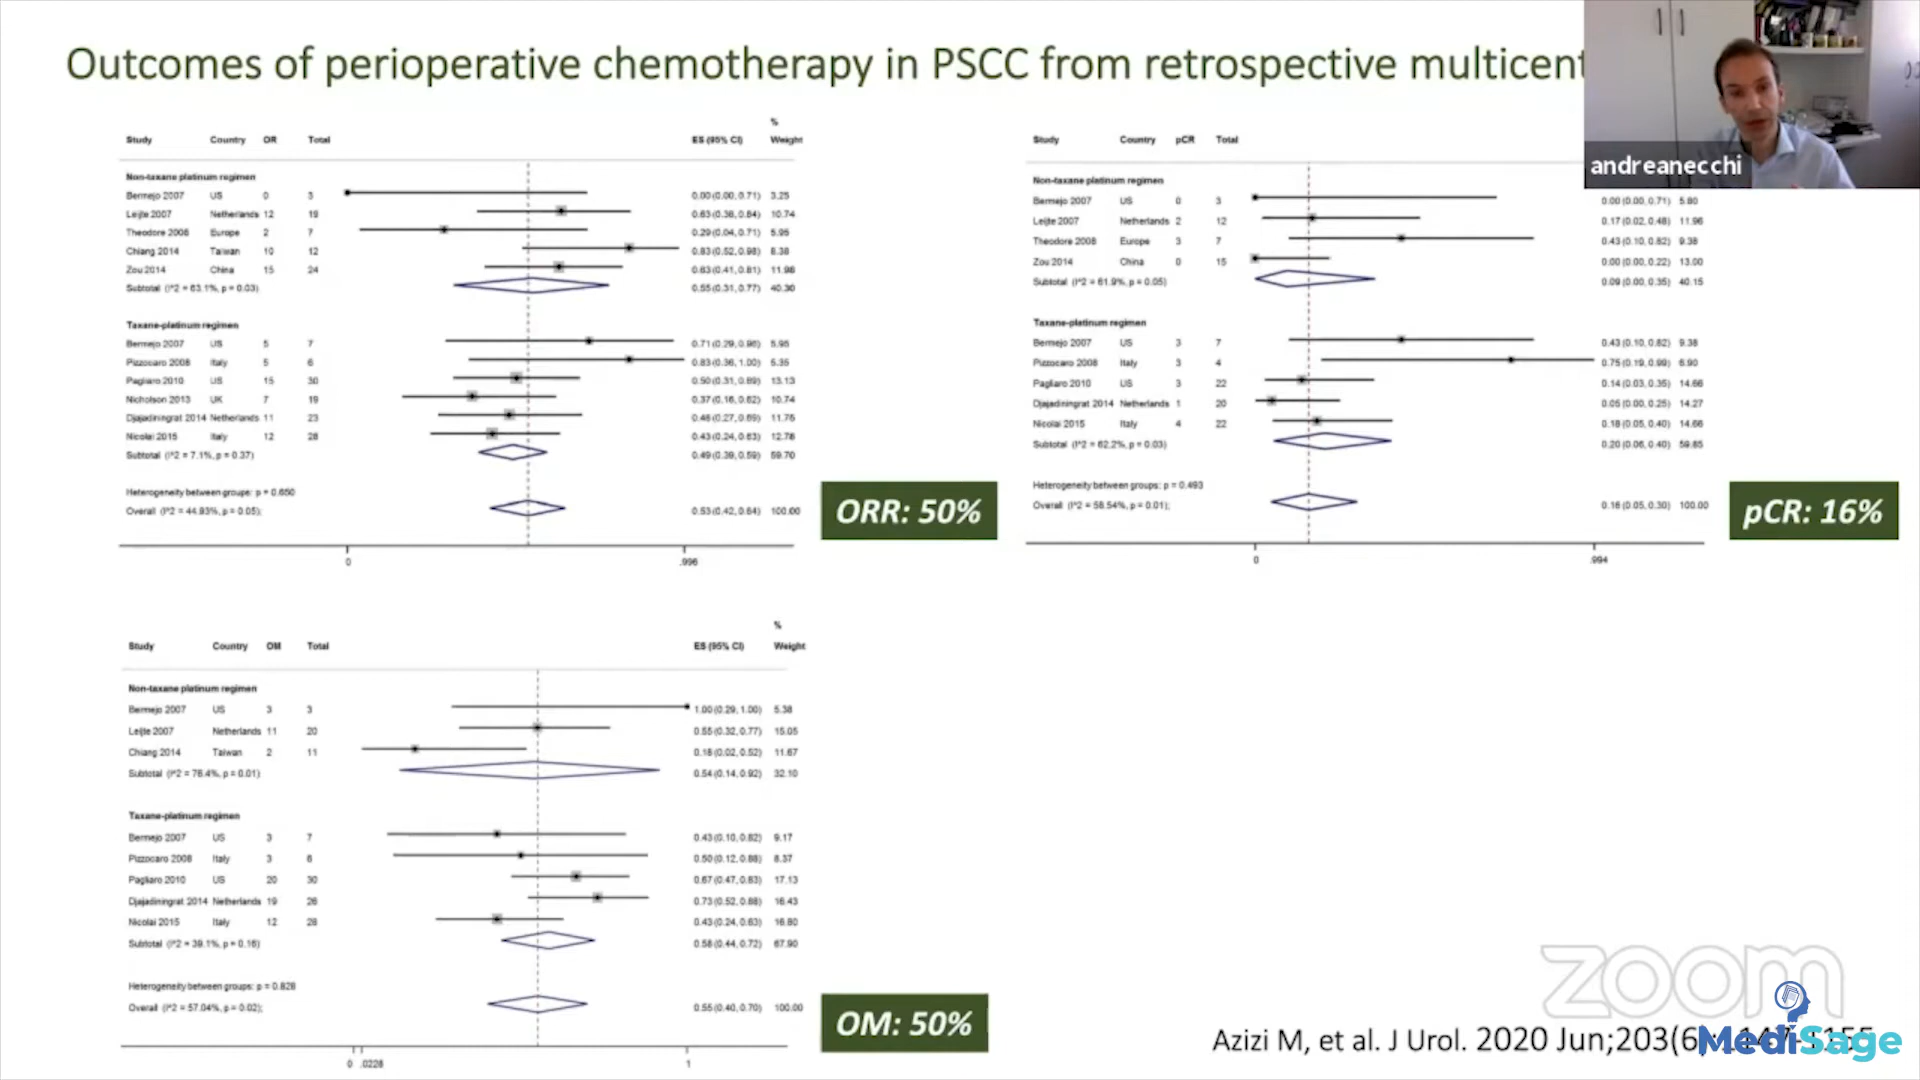 Outcomes of perioperative chemotherapy in PSCC from retrospective multicent
andreanecchi
%
Study Country OR Total ES (95% CI) Weight
Non-taxane platinum regimen
Bermejo 2007 US 0 3 0.00 (0.00, 0.71) 3.25
Leijte 2007 Netherlands 12 19 0.63 (0.38, 0.84) 10.74
Theodore 2008 Europe 2 7 0.29 (0.04, 0.71) 5.95
Chiang 2014 Taiwan 10 12 0.83 (0.52, 0.98) 8.38
Zou 2014 China 15 24 0.63 (0.41, 0.81) 11.98
Subtotal (I^2 = 63.1%, p = 0.03) 0.55 (0.31, 0.77) 40.30
Taxane-platinum regimen
Bermejo 2007 US 5 7 0.71 (0.29, 0.96) 5.95
Pizzocaro 2008 Italy 5 6 0.83 (0.36, 1.00) 5.35
Pagliaro 2010 US 15 30 0.50 (0.31, 0.69) 13.13
Nicholson 2013 UK 7 19 0.37 (0.16, 0.62) 10.74
Djajadiningrat 2014 Netherlands 11 23 0.48 (0.27, 0.69) 11.75
Nicolai 2015 Italy 12 28 0.43 (0.24, 0.63) 12.78
Subtotal (I^2 = 7.1%, p = 0.37) 0.49 (0.39, 0.59) 59.70
Heterogeneity between groups: p = 0.650
Overall (I^2 = 44.93%, p = 0.05); 0.53 (0.42, 0.64) 100.00
0 .996
ORR: 50%
Study Country pCR Total
Non-taxane platinum regimen
Bermejo 2007 US 0 3 0.00 (0.00, 0.71) 5.80
Leijte 2007 Netherlands 2 12 0.17 (0.02, 0.48) 11.96
Theodore 2008 Europe 3 7 0.43 (0.10, 0.82) 9.38
Zou 2014 China 0 15 0.00 (0.00, 0.22) 13.00
Subtotal (I^2 = 61.9%, p = 0.05) 0.09 (0.00, 0.35) 40.15
Taxane-platinum regimen
Bermejo 2007 US 3 7 0.43 (0.10, 0.82) 9.38
Pizzocaro 2008 Italy 3 4 0.75 (0.19, 0.99) 6.90
Pagliaro 2010 US 3 22 0.14 (0.03, 0.35) 14.66
Djajadiningrat 2014 Netherlands 1 20 0.05 (0.00, 0.25) 14.27
Nicolai 2015 Italy 4 22 0.18 (0.05, 0.40) 14.66
Subtotal (I^2 = 62.2%, p = 0.03) 0.20 (0.06, 0.40) 59.85
Heterogeneity between groups: p = 0.493
Overall (I^2 = 58.54%, p = 0.01); 0.16 (0.05, 0.30) 100.00
0 .994
pCR: 16%
%
Study Country OM Total ES (95% CI) Weight
Non-taxane platinum regimen
Bermejo 2007 US 3 3 1.00 (0.29, 1.00) 5.38
Leijte 2007 Netherlands 11 20 0.55 (0.32, 0.77) 15.05
Chiang 2014 Taiwan 2 11 0.18 (0.02, 0.52) 11.67
Subtotal (I^2 = 76.4%, p = 0.01) 0.54 (0.14, 0.92) 32.10
Taxane-platinum regimen
Bermejo 2007 US 3 7 0.43 (0.10, 0.82) 9.17
Pizzocaro 2008 Italy 3 6 0.50 (0.12, 0.88) 8.37
Pagliaro 2010 US 20 30 0.67 (0.47, 0.83) 17.13
Djajadiningrat 2014 Netherlands 19 26 0.73 (0.52, 0.88) 16.43
Nicolai 2015 Italy 12 28 0.43 (0.24, 0.63) 16.80
Subtotal (I^2 = 39.1%, p = 0.16) 0.58 (0.44, 0.72) 67.90
Heterogeneity between groups: p = 0.828
Overall (I^2 = 57.04%, p = 0.02); 0.55 (0.40, 0.70) 100.00
0 .0228 1
OM: 50%
zoom
Azizi M, et al. J Urol. 2020 Jun;203(6
MediSage